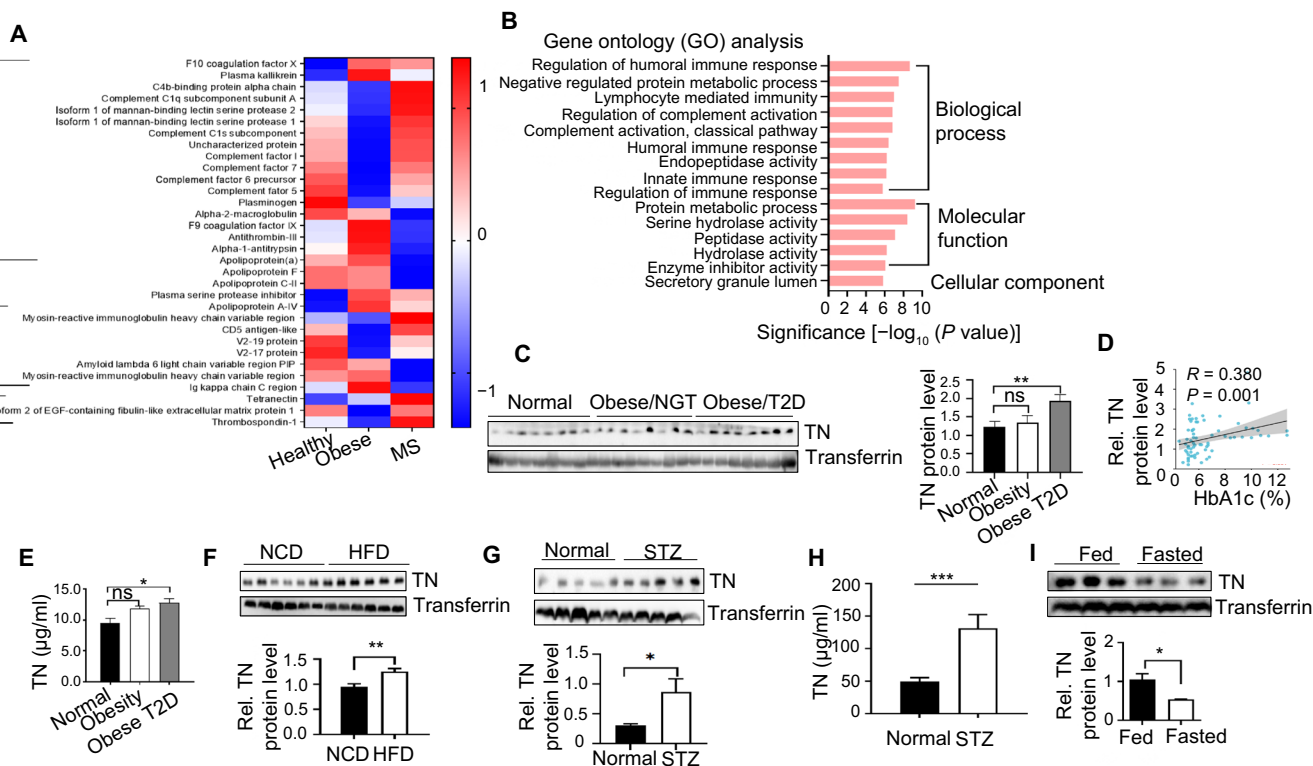 A
F10 coagulation factor X
Plasma kallikrein
C4b-binding protein alpha chain
Complement C1q subcomponent subunit A
Isoform 1 of mannan-binding lectin serine protease 2
Isoform 1 of mannan-binding lectin serine protease 1
Complement C1s subcomponent
Uncharacterized protein
Complement factor I
Complement factor 7
Complement factor 6 precursor
Complement fator 5
Plasminogen
Alpha-2-macroglobulin
F9 coagulation factor IX
Antithrombin-III
Alpha-1-antitrypsin
Apolipoprotein(a)
Apolipoprotein F
Apolipoprotein C-II
Plasma serine protease inhibitor
Apolipoprotein A-IV
Myosin-reactive immunoglobulin heavy chain variable region
CD5 antigen-like
V2-19 protein
V2-17 protein
Amyloid lambda 6 light chain variable region PIP
Myosin-reactive immunoglobulin heavy chain variable region
Ig kappa chain C region
Tetranectin
oform 2 of EGF-containing fibulin-like extracellular matrix protein 1
Thrombospondin-1
Healthy
Obese
MS
1
0
−1
B
Gene ontology (GO) analysis
Regulation of humoral immune response
Negative regulated protein metabolic process
Lymphocyte mediated immunity
Regulation of complement activation
Complement activation, classical pathway
Humoral immune response
Endopeptidase activity
Innate immune response
Regulation of immune response
Protein metabolic process
Serine hydrolase activity
Peptidase activity
Hydrolase activity
Enzyme inhibitor activity
Secretory granule lumen
Biological
process
Molecular
function
Cellular component
0 2 4 6 8 10
Significance [−log10 (P value)]
C
Normal Obese/NGT Obese/T2D
TN
Transferrin
TN protein level
2.5
2.0
1.5
1.0
0.5
0.0
**
ns
Normal
Obesity
Obese T2D
D
R = 0.380
P = 0.001
Rel. TN
protein level
5
4
3
2
1
0
0 6 8 10 12
HbA1c (%)
E
TN (µg/ml)
15.0
10.0
5.0
0.0
*
ns
Normal
Obesity
Obese T2D
F
NCD HFD
TN
Transferrin
Rel. TN
protein level
1.5
1.0
0.5
0.0
**
NCD HFD
G
Normal STZ
TN
Transferrin
Rel. TN
protein level
1.5
1.0
0.5
0
*
Normal STZ
H
TN (µg/ml)
200
150
100
50
0
***
Normal STZ
I
Fed Fasted
TN
Transferrin
Rel. TN
protein level
2
1
0
*
Fed Fasted